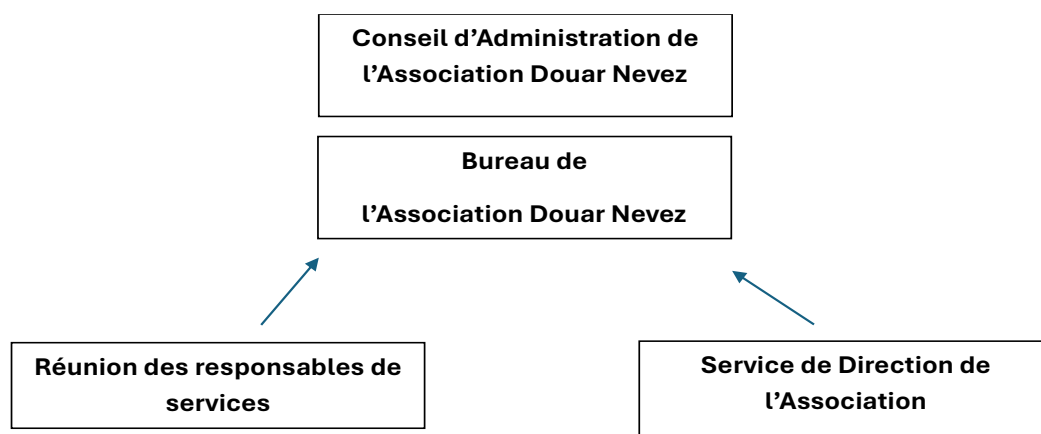 Conseil d’Administration de
l’Association Douar Nevez
Bureau de
l’Association Douar Nevez
Réunion des responsables de
services
Service de Direction de
l’Association